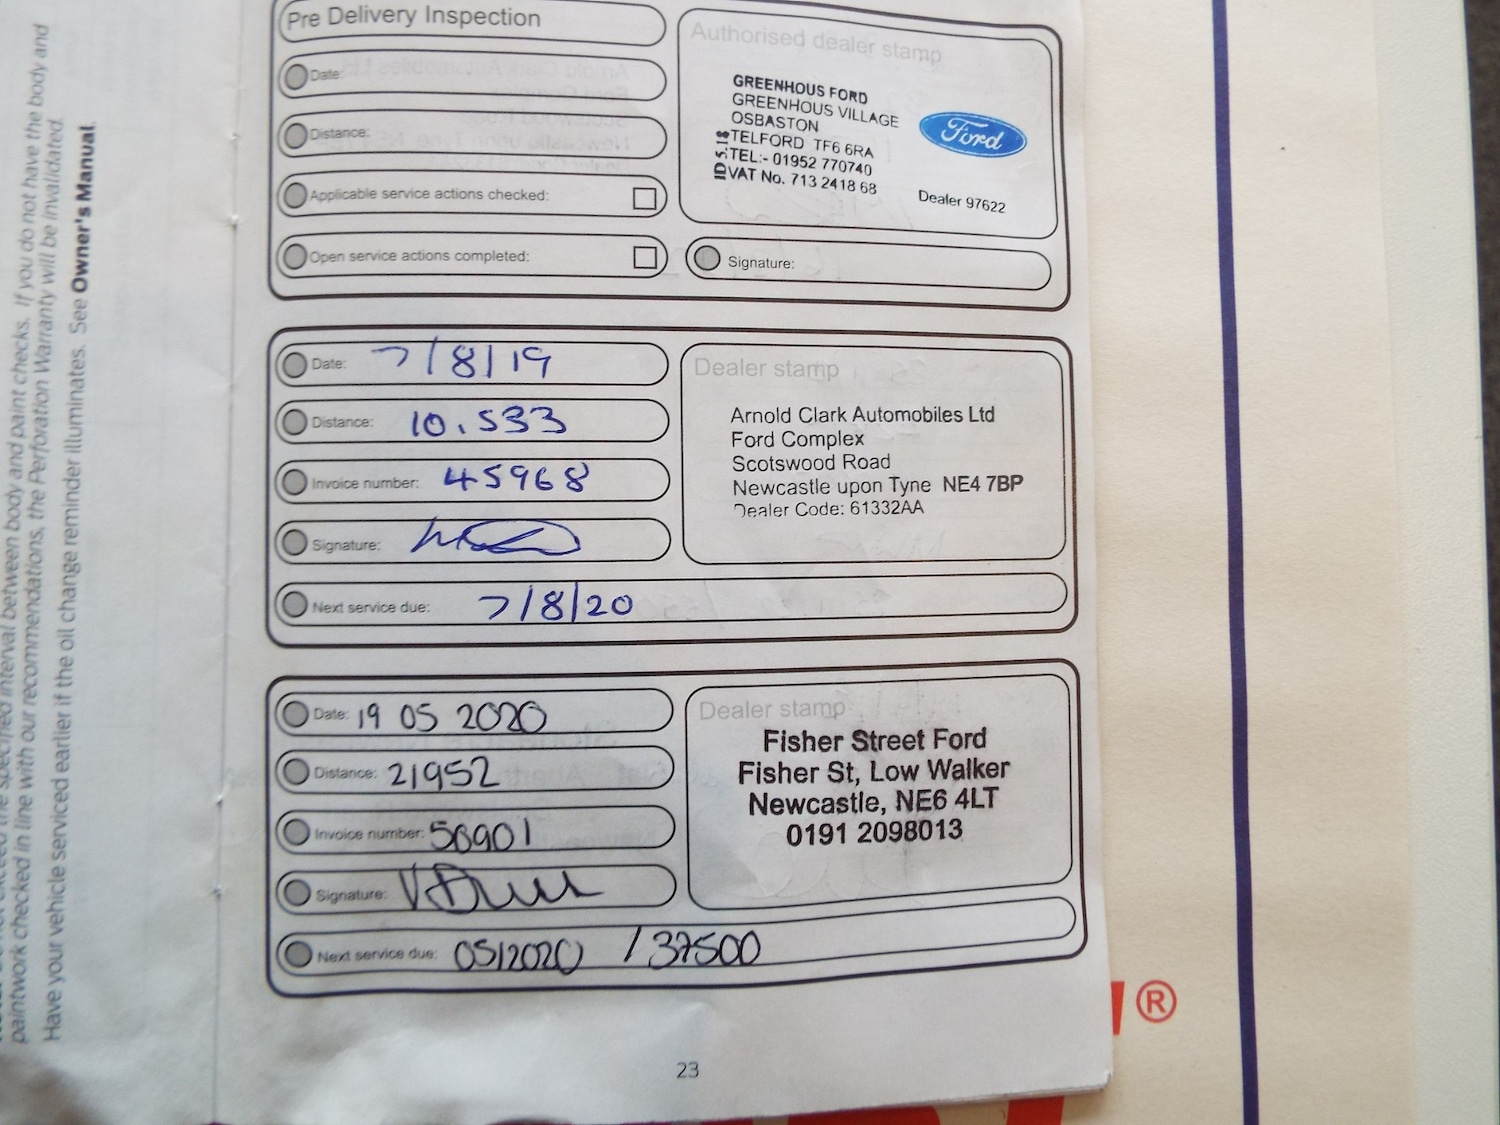 paintwork checked in line with our recommendations, the Perforation Warranty will be invalidated.
Have your vehicle serviced earlier if the oil change reminder illuminates. See Owner's Manual.
Pre Delivery Inspection
Date:
Distance:
Applicable service actions checked:
Open service actions completed:
Authorised dealer stamp
GREENHOUS FORD
GREENHOUS VILLAGE
OSBASTON
TELFORD TF6 6RA
TEL:- 01952 770740
VAT No. 713 2418 68
Ford
Dealer 97622
Signature:
Date: 7/8/19
Distance: 10.533
Invoice number: 45968
Signature:
Next service due: 7/8/20
Dealer stamp
Arnold Clark Automobiles Ltd
Ford Complex
Scotswood Road
Newcastle upon Tyne NE4 7BP
Dealer Code: 61332AA
Date: 19 05 2020
Distance: 21952
Invoice number: 50901
Signature:
Next service due: 05/2020 / 37500
Dealer stamp
Fisher Street Ford
Fisher St, Low Walker
Newcastle, NE6 4LT
0191 2098013
23
®